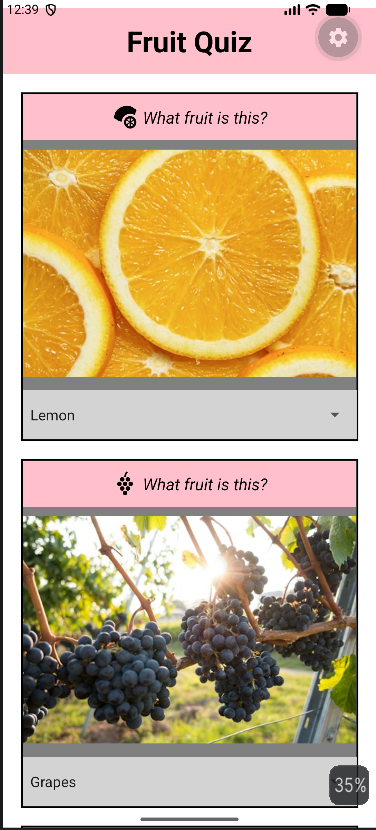 12:39
Fruit Quiz
What fruit is this?
Lemon
What fruit is this?
Grapes
35%